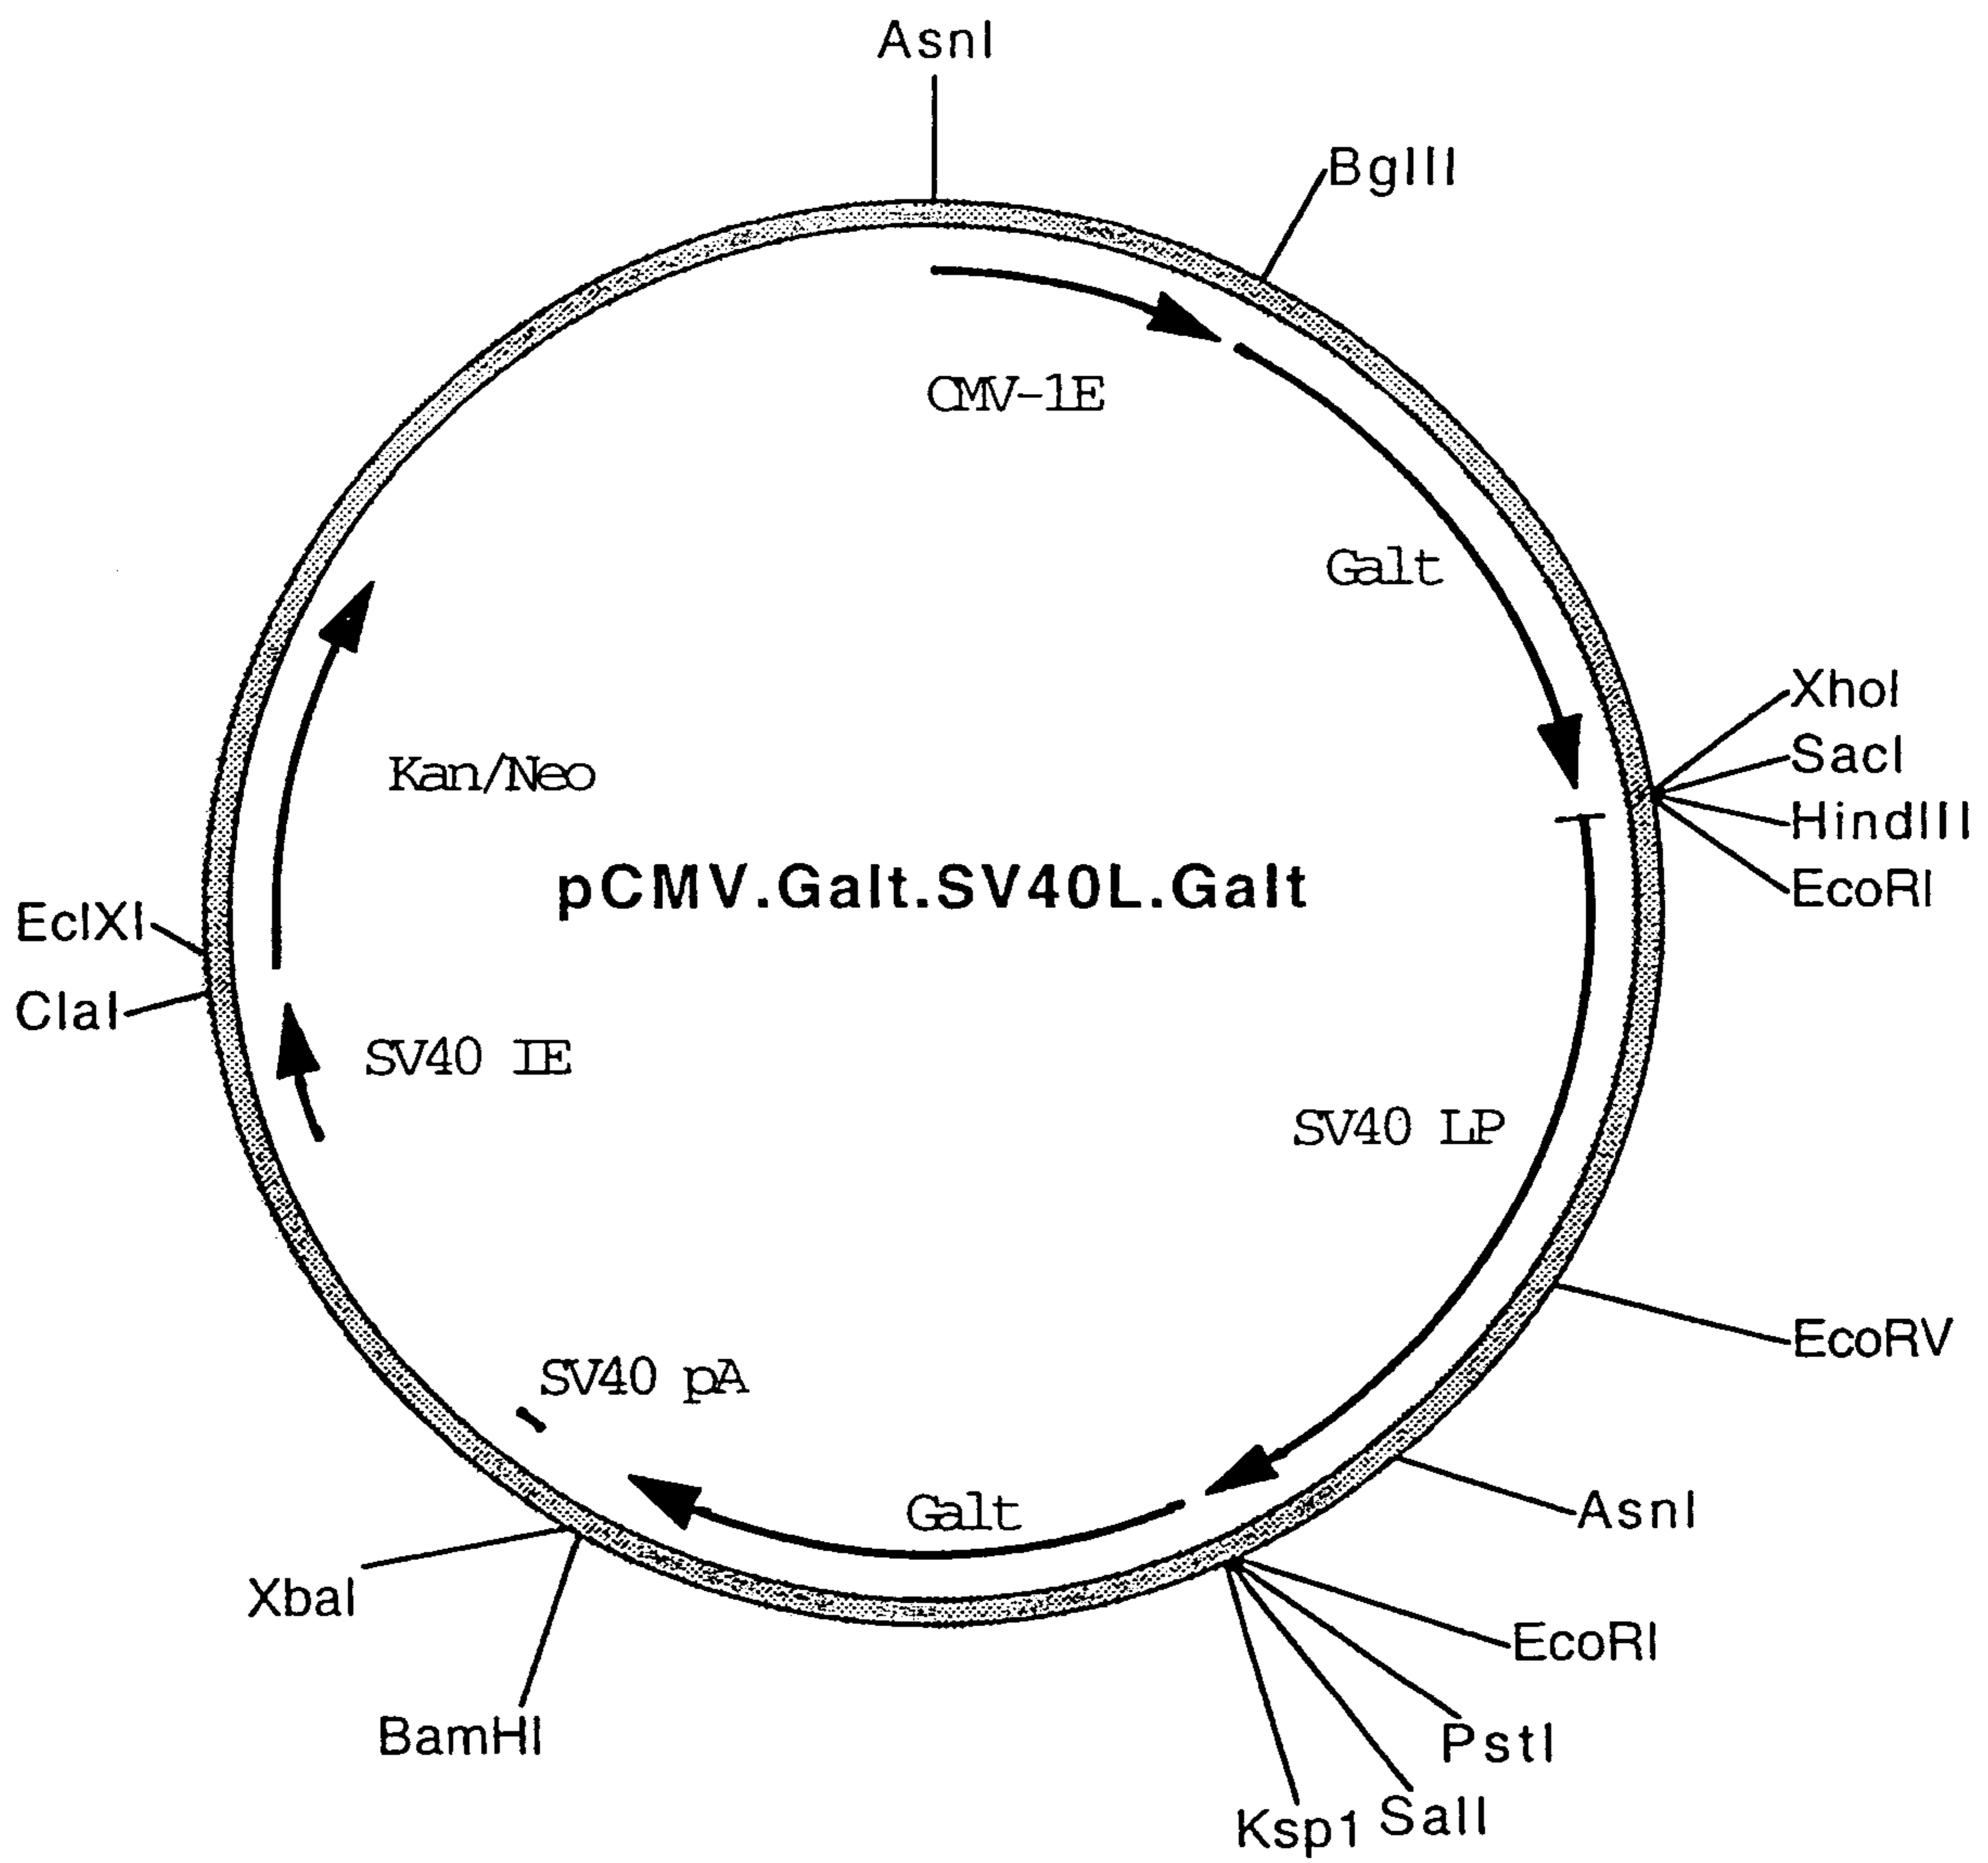 AsnI
BglII
CMV-1E
Galt
XhoI
SacI
HindIII
EcoRI
Kan/Neo
pCMV.Galt.SV40L.Galt
EclXI
ClaI
SV40 IE
SV40 LP
EcoRV
SV40 pA
AsnI
Galt
XbaI
EcoRI
BamHI
PstI
SalI
Ksp1